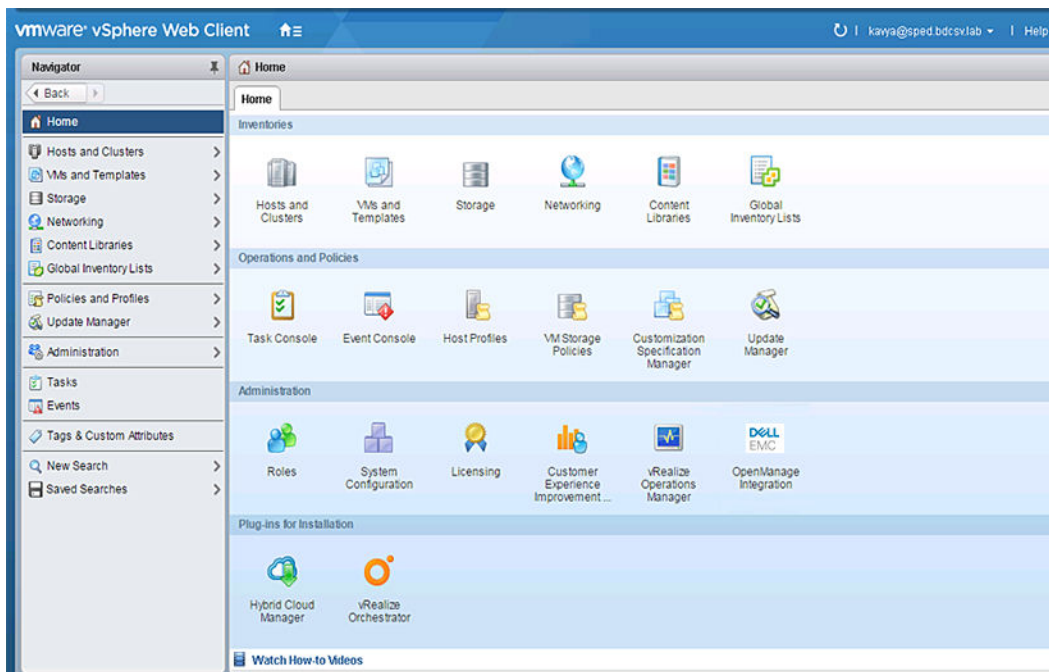 vmware® vSphere Web Client
kavya@sped.bdcsv.lab
Help
Navigator
Back
Home
Hosts and Clusters
VMs and Templates
Storage
Networking
Content Libraries
Global Inventory Lists
Policies and Profiles
Update Manager
Administration
Tasks
Events
Tags & Custom Attributes
New Search
Saved Searches
Home
Home
Inventories
Hosts and
Clusters
VMs and
Templates
Storage
Networking
Content
Libraries
Global
Inventory Lists
Operations and Policies
Task Console
Event Console
Host Profiles
VM Storage
Policies
Customization
Specification
Manager
Update
Manager
Administration
Roles
System
Configuration
Licensing
Customer
Experience
Improvement ...
vRealize
Operations
Manager
DELL
EMC
OpenManage
Integration
Plug-ins for Installation
Hybrid Cloud
Manager
vRealize
Orchestrator
Watch How-to Videos